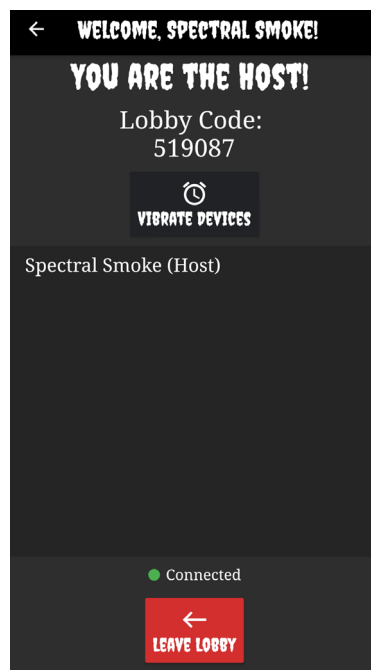 WELCOME, SPECTRAL SMOKE!
YOU ARE THE HOST!
Lobby Code:
519087
VIBRATE DEVICES
Spectral Smoke (Host)
Connected
LEAVE LOBBY